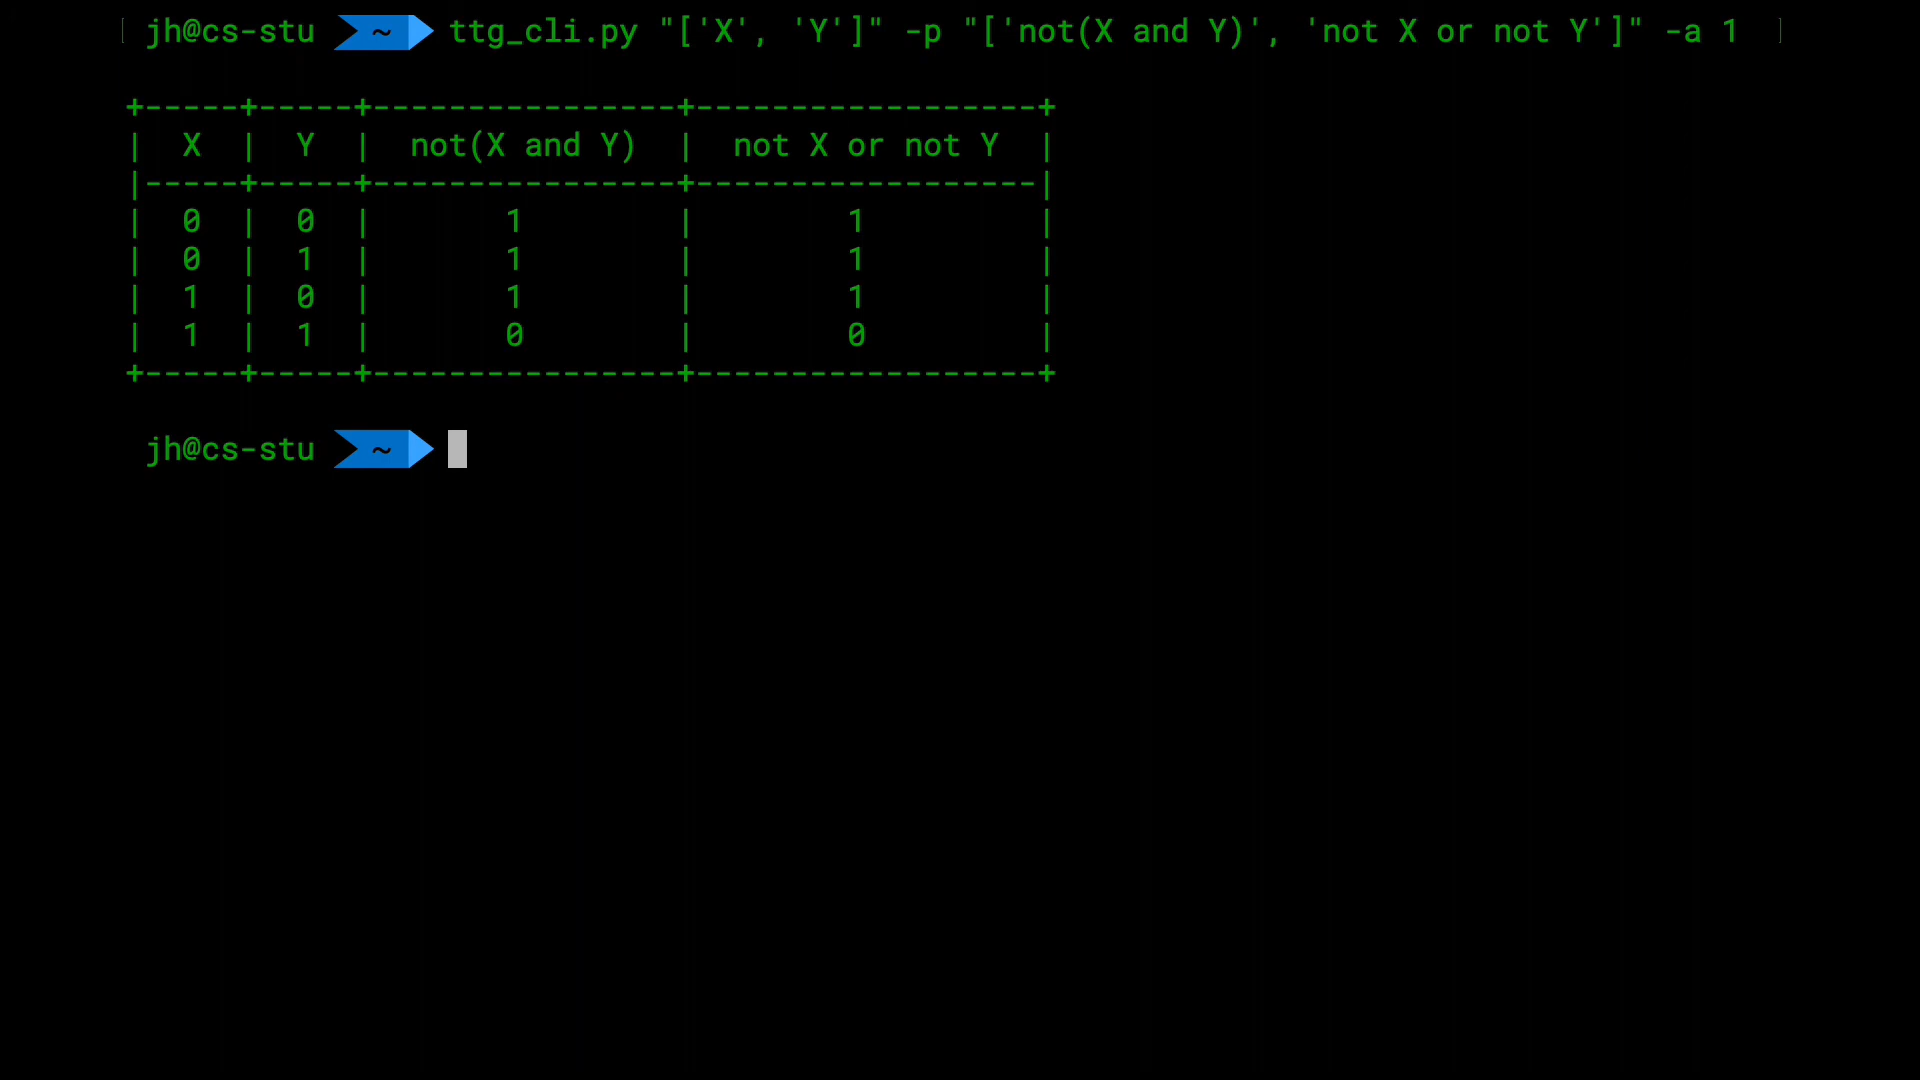 jh@cs-stu ~ ttg_cli.py "['X', 'Y']" -p "['not(X and Y)', 'not X or not Y']" -a 1
+-----+-----+----------------+------------------+
|  X  |  Y  |  not(X and Y)  |  not X or not Y  |
|-----+-----+----------------+------------------|
|  0  |  0  |       1        |        1         |
|  0  |  1  |       1        |        1         |
|  1  |  0  |       1        |        1         |
|  1  |  1  |       0        |        0         |
+-----+-----+----------------+------------------+
jh@cs-stu ~